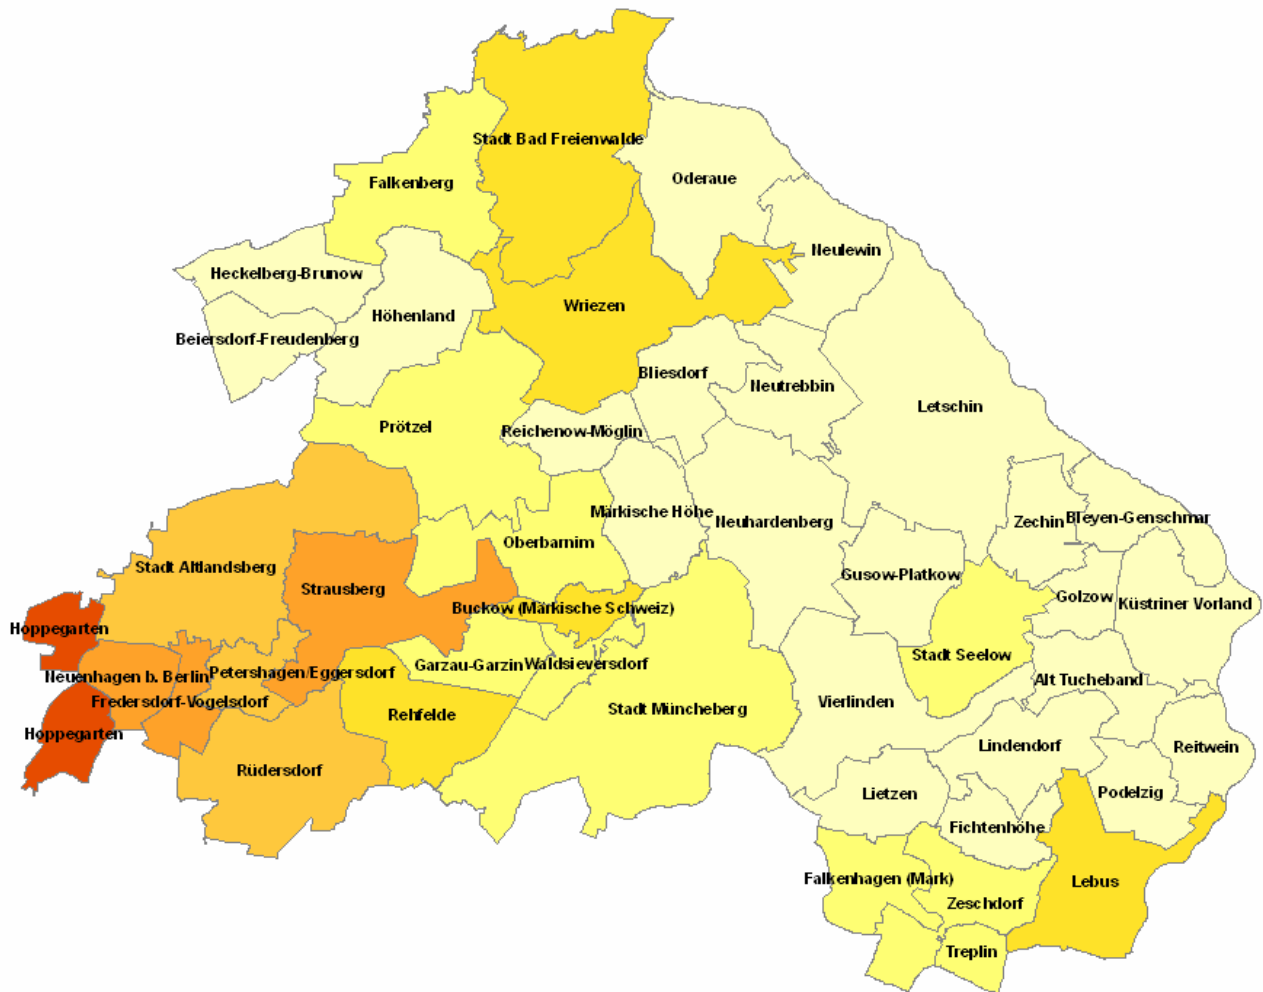 Stadt Bad Freienwalde
Falkenberg
Oderaue
Neulewin
Heckelberg-Brunow
Höhenland
Wriezen
Beiersdorf-Freudenberg
Bliesdorf
Neutrebbin
Letschin
Prötzel
Reichenow-Möglin
Märkische Höhe
Neuhardenberg
Zechin
Bleyen-Genschmar
Oberbarnim
Stadt Altlandsberg
Strausberg
Gusow-Platkow
Golzow
Küstriner Vorland
Buckow (Märkische Schweiz)
Hoppegarten
Stadt Seelow
Garzau-Garzin
Waldsieversdorf
Petershagen/Eggersdorf
Neuenhagen b. Berlin
Alt Tucheband
Fredersdorf-Vogelsdorf
Vierlinden
Stadt Müncheberg
Rehfelde
Hoppegarten
Lindendorf
Reitwein
Rüdersdorf
Lietzen
Podelzig
Fichtenhöhe
Falkenhagen (Mark)
Lebus
Zeschdorf
Treplin